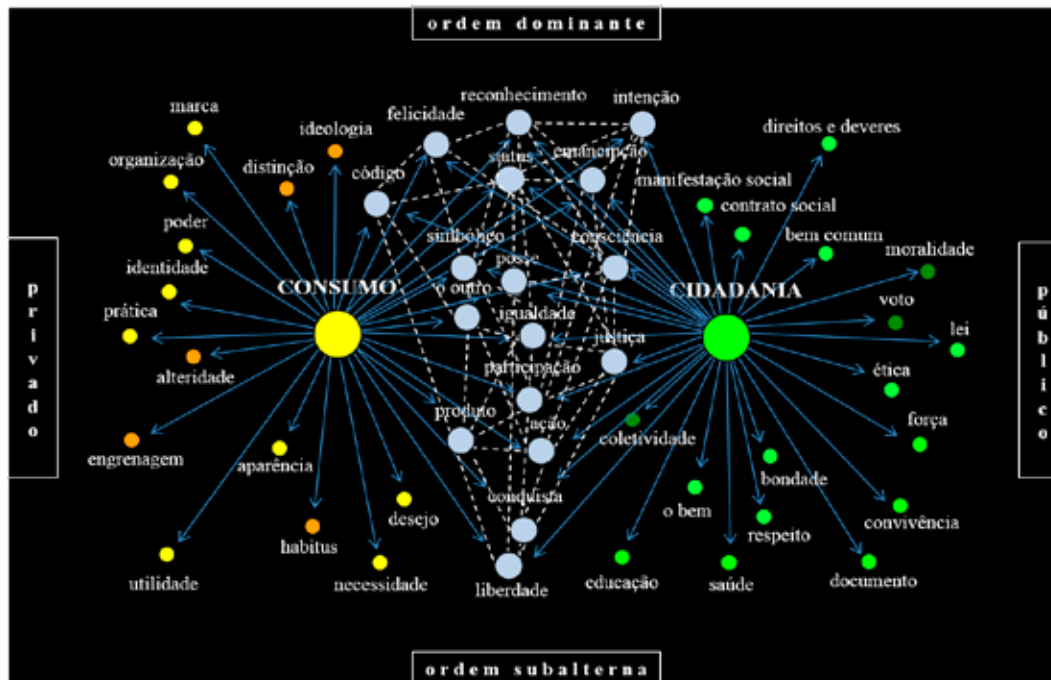 ordem dominante
reconhecimento
intenção
marca
felicidade
ideologia
direitos e deveres
organização
distinção
status
emancipção
código
manifestação social
contrato social
poder
simbólico
consciência
bem comum
moralidade
identidade
posse
CONSUMO
o outro
CIDADANIA
voto
prática
igualdade
justiça
lei
privado
público
alteridade
participação
ética
produto
ação
força
engrenagem
aparência
coletividade
bondade
conquista
desejo
o bem
respeito
convivência
habitus
utilidade
necessidade
liberdade
educação
saúde
documento
ordem subalterna